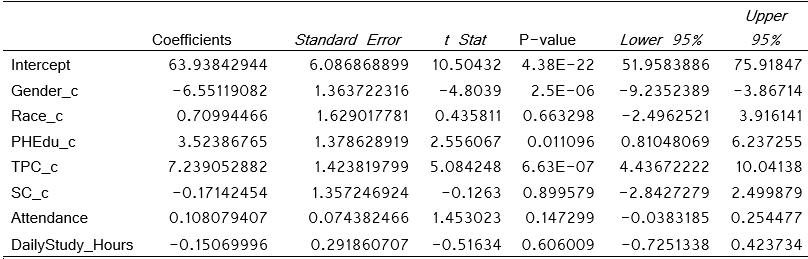 Upper
Coefficients Standard Error t Stat P-value Lower 95% 95%
Intercept 63.93842944 6.086868899 10.50432 4.38E-22 51.9583886 75.91847
Gender_c -6.55119082 1.363722316 -4.8039 2.5E-06 -9.2352389 -3.86714
Race_c 0.70994466 1.629017781 0.435811 0.663298 -2.4962521 3.916141
PHEdu_c 3.52386765 1.378628919 2.556067 0.011096 0.81048069 6.237255
TPC_c 7.239052882 1.423819799 5.084248 6.63E-07 4.43672222 10.04138
SC_c -0.17142454 1.357246924 -0.1263 0.899579 -2.8427279 2.499879
Attendance 0.108079407 0.074382466 1.453023 0.147299 -0.0383185 0.254477
DailyStudy_Hours -0.15069996 0.291860707 -0.51634 0.606009 -0.7251338 0.423734